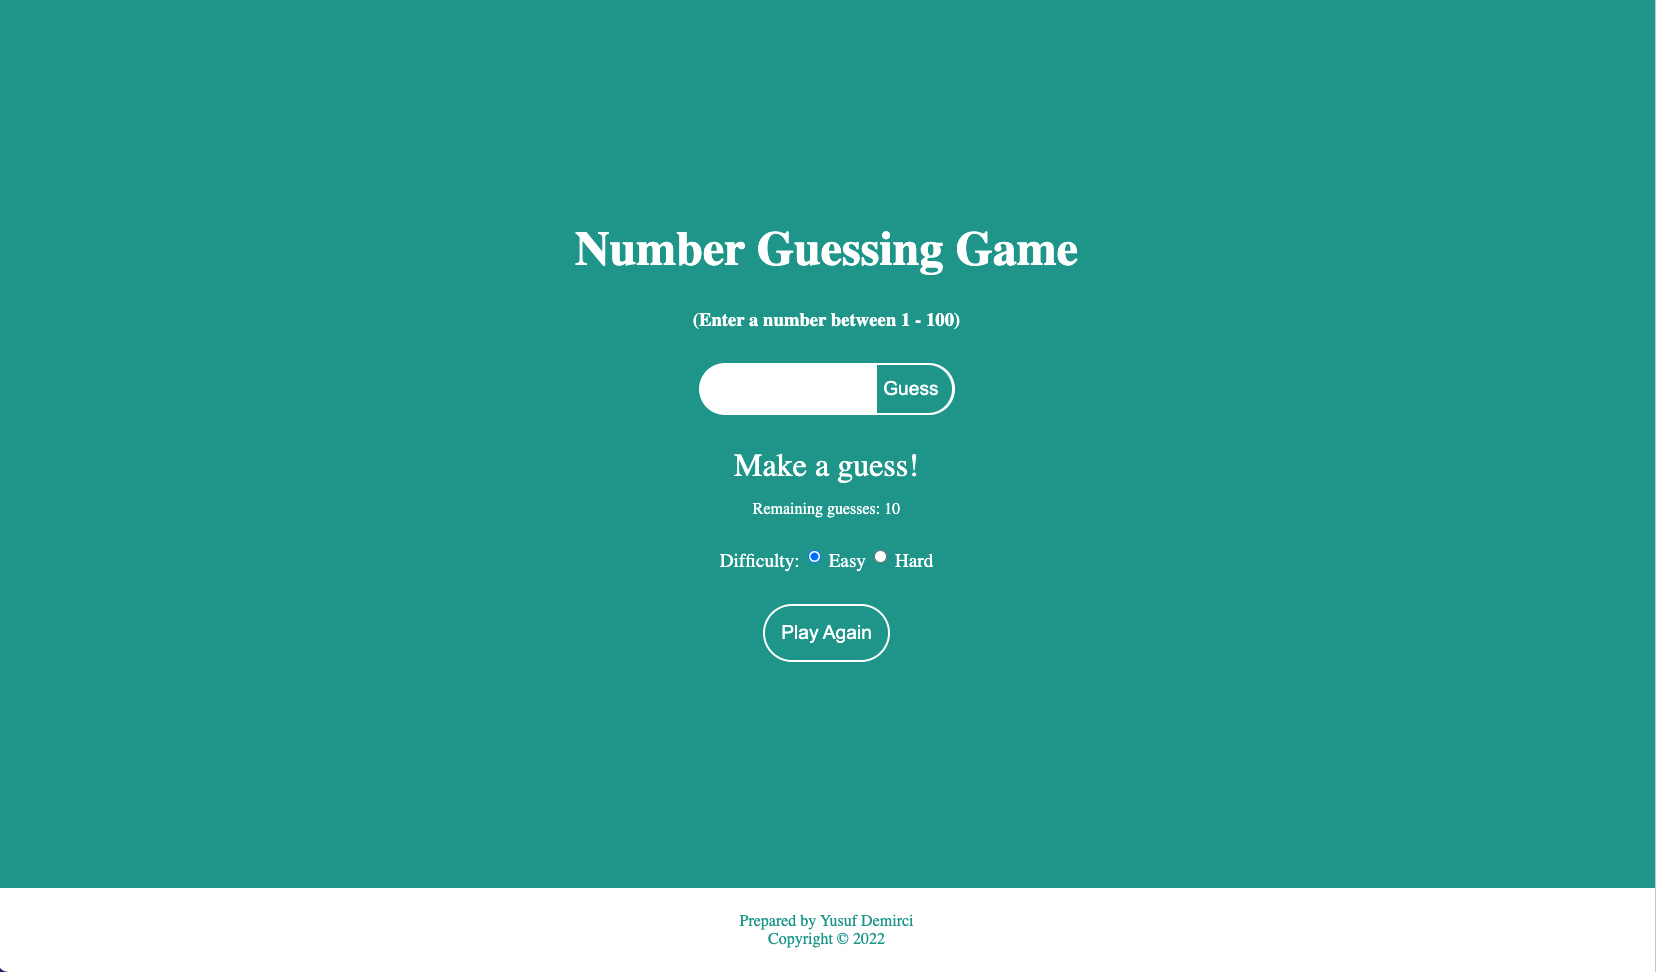 Number Guessing Game
(Enter a number between 1 - 100)
Guess
Make a guess!
Remaining guesses: 10
Difficulty: Easy Hard
Play Again
Prepared by Yusuf Demirci
Copyright © 2022